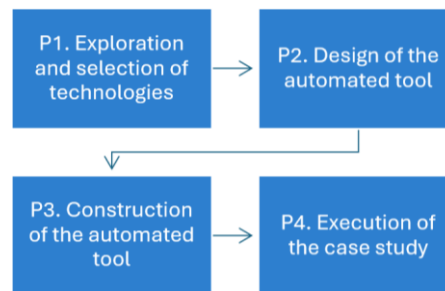 P1. Exploration
and selection of
technologies
P2. Design of the
automated tool
P3. Construction
of the automated
tool
P4. Execution of
the case study